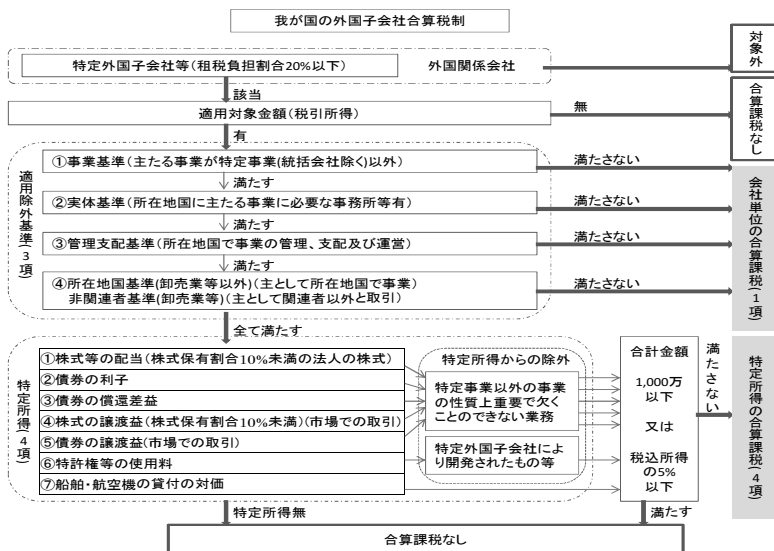 我が国の外国子会社合算税制
特定外国子会社等(租税負担割合20%以下)
外国関係会社
対象外
該当
適用対象金額(税引所得)
無
合算課税なし
有
適用除外基準(3項)
①事業基準(主たる事業が特定事業(統括会社除く)以外)
満たさない
満たす
②実体基準(所在地国に主たる事業に必要な事務所等有)
満たさない
満たす
③管理支配基準(所在地国で事業の管理、支配及び運営)
満たさない
満たす
④所在地国基準(卸売業等以外)(主として所在地国で事業)
非関連者基準(卸売業等)(主として関連者以外と取引)
満たさない
会社単位の合算課税(1項)
全て満たす
特定所得(4項)
①株式等の配当(株式保有割合10%未満の法人の株式)
②債券の利子
③債券の償還差益
④株式の譲渡益(株式保有割合10%未満)(市場での取引)
⑤債券の譲渡益(市場での取引)
⑥特許権等の使用料
⑦船舶・航空機の貸付の対価
特定所得からの除外
特定事業以外の事業
の性質上重要で欠く
ことのできない業務
特定外国子会社によ
り開発されたもの等
合計金額
1,000万
以下
又は
税込所得
の5%
以下
満たさない
特定所得の合算課税(4項)
特定所得無
満たす
合算課税なし